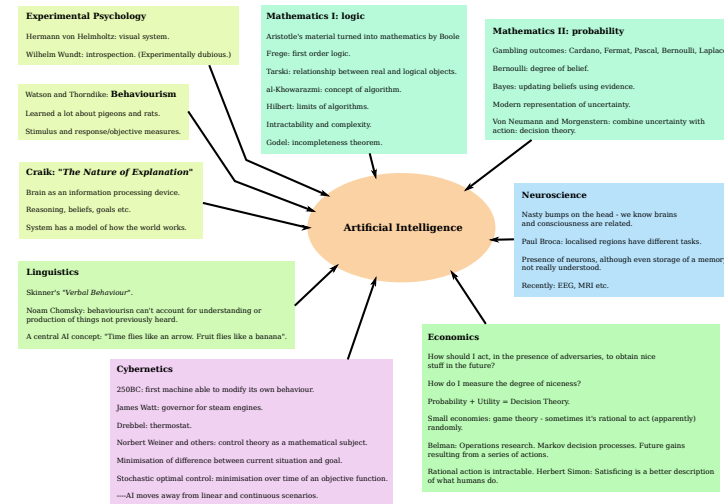 Experimental Psychology
Hermann von Helmholtz: visual system.
Wilhelm Wundt: introspection. (Experimentally dubious.)
Watson and Thorndike: Behaviourism
Learned a lot about pigeons and rats.
Stimulus and response/objective measures.
Craik: "The Nature of Explanation"
Brain as an information processing device.
Reasoning, beliefs, goals etc.
System has a model of how the world works.
Mathematics I: logic
Aristotle's material turned into mathematics by Boole
Frege: first order logic.
Tarski: relationship between real and logical objects.
al-Khowarazmi: concept of algorithm.
Hilbert: limits of algorithms.
Intractability and complexity.
Godel: incompleteness theorem.
Mathematics II: probability
Gambling outcomes: Cardano, Fermat, Pascal, Bernoulli, Laplace
Bernoulli: degree of belief.
Bayes: updating beliefs using evidence.
Modern representation of uncertainty.
Von Neumann and Morgenstern: combine uncertainty with
action: decision theory.
Artificial Intelligence
Neuroscience
Nasty bumps on the head - we know brains
and consciousness are related.
Paul Broca: localised regions have different tasks.
Presence of neurons, although even storage of a memory
not really understood.
Recently: EEG, MRI etc.
Linguistics
Skinner's "Verbal Behaviour".
Noam Chomsky: behaviourisn can't account for understanding or
production of things not previously heard.
A central AI concept: "Time flies like an arrow. Fruit flies like a banana".
Cybernetics
250BC: first machine able to modify its own behaviour.
James Watt: governor for steam engines.
Drebbel: thermostat.
Norbert Weiner and others: control theory as a mathematical subject.
Minimisation of difference between current situation and goal.
Stochastic optimal control: minimisation over time of an objective function.
----AI moves away from linear and continuous scenarios.
Economics
How should I act, in the presence of adversaries, to obtain nice
stuff in the future?
How do I measure the degree of niceness?
Probability + Utility = Decision Theory.
Small economies: game theory - sometimes it's rational to act (apparently)
randomly.
Belman: Operations research. Markov decision processes. Future gains
resulting from a series of actions.
Rational action is intractable. Herbert Simon: Satisficing is a better description
of what humans do.